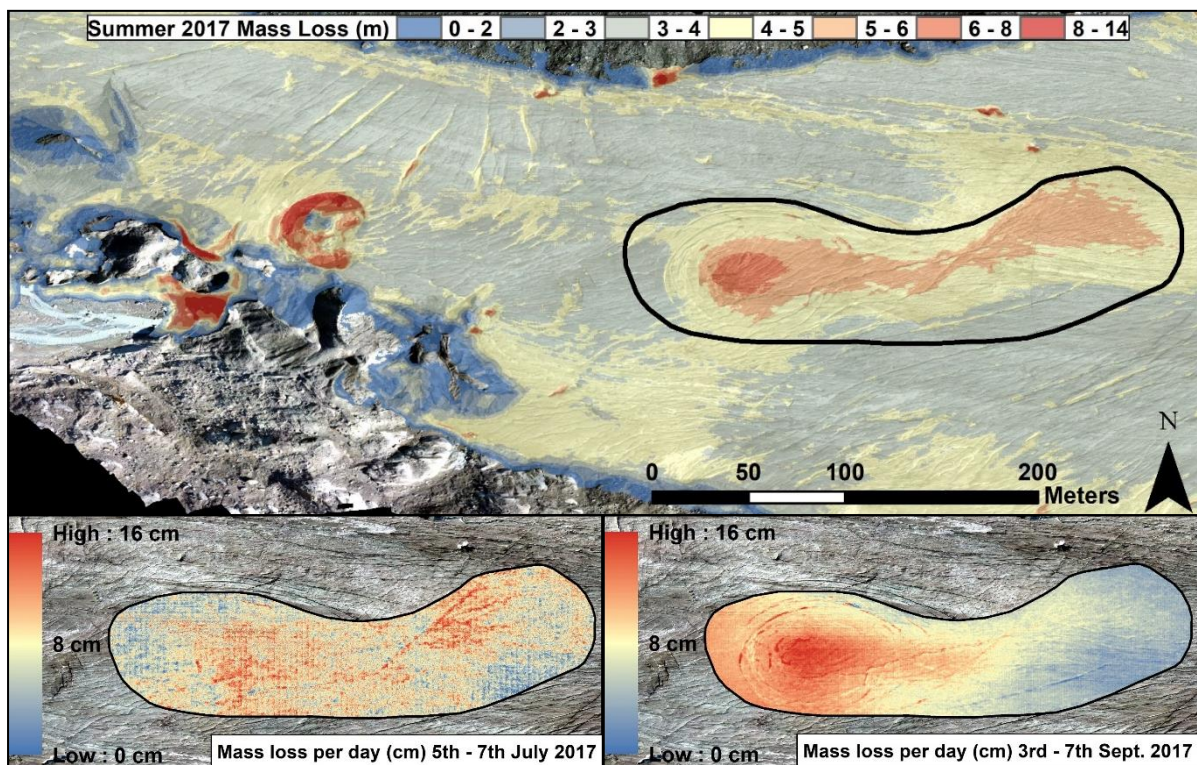 Summer 2017 Mass Loss (m) 0 - 2 2 - 3 3 - 4 4 - 5 5 - 6 6 - 8 8 - 14
N
0 50 100 200
Meters
High : 16 cm
8 cm
Low : 0 cm
Mass loss per day (cm) 5th - 7th July 2017
High : 16 cm
8 cm
Low : 0 cm
Mass loss per day (cm) 3rd - 7th Sept. 2017